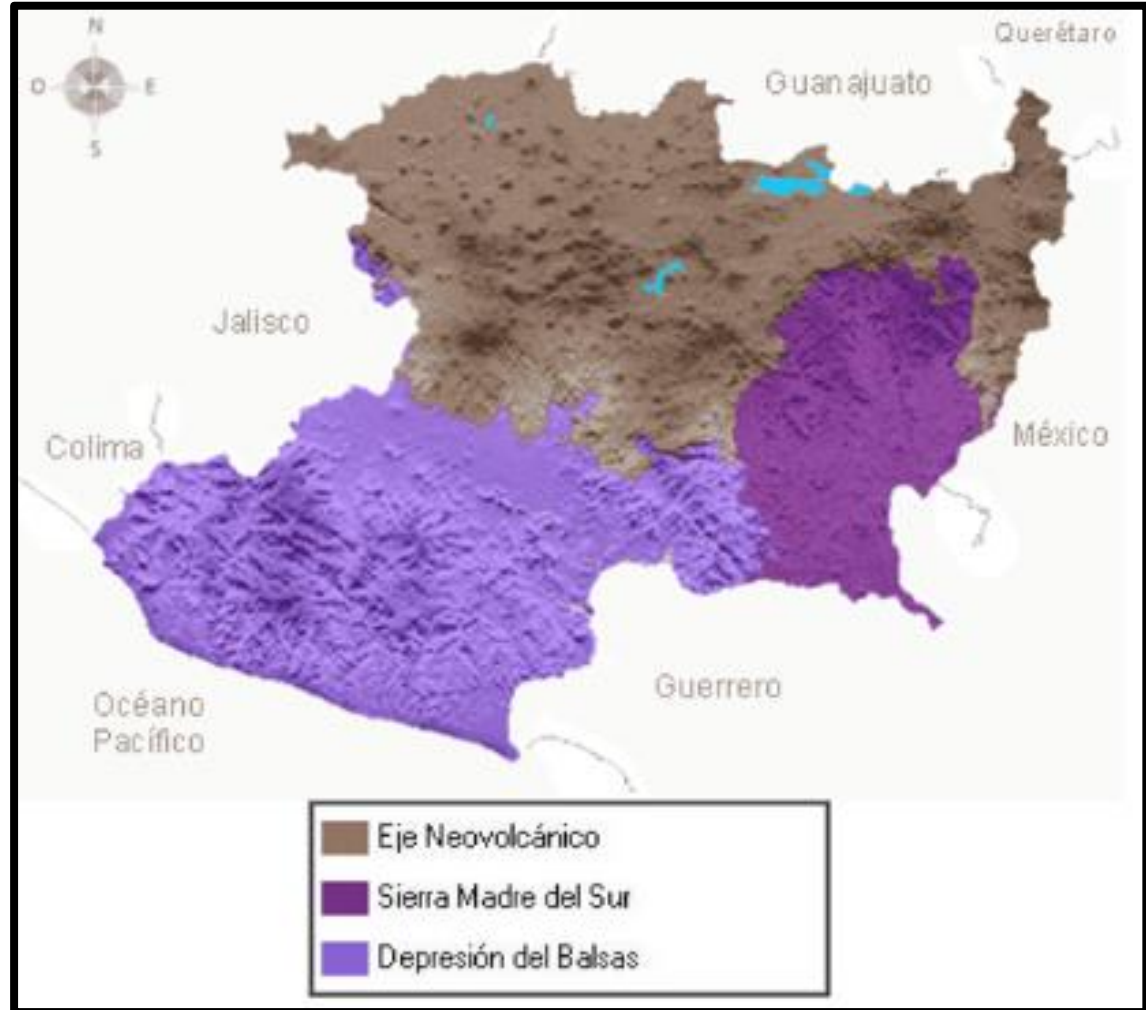 N
Querétaro
Guanajuato
O
E
S
Jalisco
Colima
México
Guerrero
Océano
Pacífico
Eje Neovolcánico
Sierra Madre del Sur
Depresión del Balsas